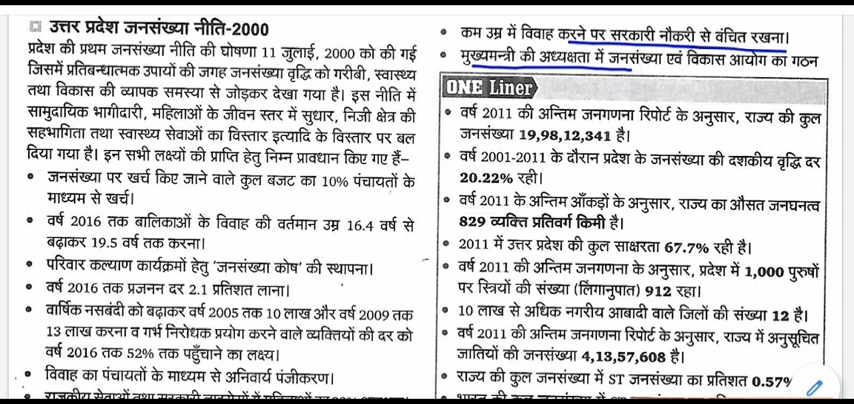 उत्तर प्रदेश जनसंख्या नीति-2000
प्रदेश की प्रथम जनसंख्या नीति की घोषणा 11 जुलाई, 2000 को की गई
जिसमें प्रतिबन्धात्मक उपायों की जगह जनसंख्या वृद्धि को गरीबी, स्वास्थ्य
तथा विकास की व्यापक समस्या से जोड़कर देखा गया है। इस नीति में
सामुदायिक भागीदारी, महिलाओं के जीवन स्तर में सुधार, निजी क्षेत्र की
सहभागिता तथा स्वास्थ्य सेवाओं का विस्तार इत्यादि के विस्तार पर बल
दिया गया है। इन सभी लक्ष्यों की प्राप्ति हेतु निम्न प्रावधान किए गए हैं–
• जनसंख्या पर खर्च किए जाने वाले कुल बजट का 10% पंचायतों के
माध्यम से खर्च।
• वर्ष 2016 तक बालिकाओं के विवाह की वर्तमान उम्र 16.4 वर्ष से
बढ़ाकर 19.5 वर्ष तक करना।
• परिवार कल्याण कार्यक्रमों हेतु 'जनसंख्या कोष' की स्थापना।
• वर्ष 2016 तक प्रजनन दर 2.1 प्रतिशत लाना।
• वार्षिक नसबंदी को बढ़ाकर वर्ष 2005 तक 10 लाख और वर्ष 2009 तक
13 लाख करना व गर्भ निरोधक प्रयोग करने वाले व्यक्तियों की दर को
वर्ष 2016 तक 52% तक पहुँचाने का लक्ष्य।
• विवाह का पंचायतों के माध्यम से अनिवार्य पंजीकरण।
• राजकीय सेवाओं तथा सरकारी
• कम उम्र में विवाह करने पर सरकारी नौकरी से वंचित रखना।
• मुख्यमन्त्री की अध्यक्षता में जनसंख्या एवं विकास आयोग का गठन
ONE Liner
• वर्ष 2011 की अन्तिम जनगणना रिपोर्ट के अनुसार, राज्य की कुल
जनसंख्या 19,98,12,341 है।
• वर्ष 2001-2011 के दौरान प्रदेश के जनसंख्या की दशकीय वृद्धि दर
20.22% रही।
• वर्ष 2011 के अन्तिम आँकड़ों के अनुसार, राज्य का औसत जनघनत्व
829 व्यक्ति प्रतिवर्ग किमी है।
• 2011 में उत्तर प्रदेश की कुल साक्षरता 67.7% रही है।
• वर्ष 2011 की अन्तिम जनगणना के अनुसार, प्रदेश में 1,000 पुरुषों
पर स्त्रियों की संख्या (लिंगानुपात) 912 रहा।
• 10 लाख से अधिक नगरीय आबादी वाले जिलों की संख्या 12 है।
• वर्ष 2011 की अन्तिम जनगणना रिपोर्ट के अनुसार, राज्य में अनुसूचित
जातियों की जनसंख्या 4,13,57,608 है।
• राज्य की कुल जनसंख्या में ST जनसंख्या का प्रतिशत 0.57%